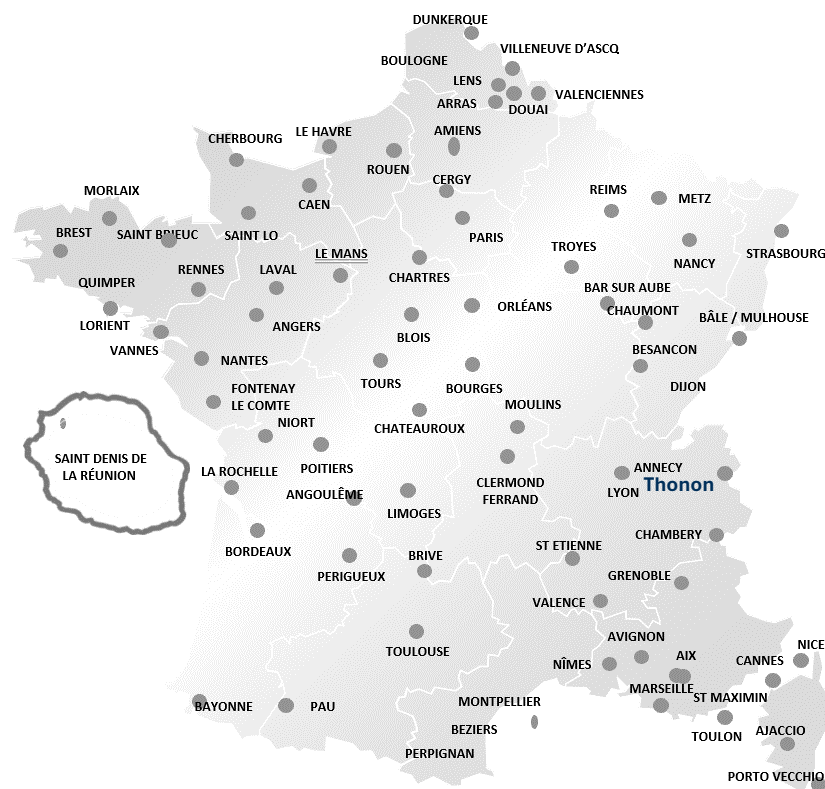 DUNKERQUE
VILLENEUVE D'ASCQ
BOULOGNE
LENS
VALENCIENNES
ARRAS
DOUAI
AMIENS
LE HAVRE
CHERBOURG
ROUEN
CERGY
MORLAIX
CAEN
REIMS
METZ
BREST
SAINT BRIEUC
SAINT LO
PARIS
TROYES
STRASBOURG
LE MANS
RENNES
LAVAL
CHARTRES
NANCY
QUIMPER
BAR SUR AUBE
ORLÉANS
CHAUMONT
BÂLE / MULHOUSE
LORIENT
ANGERS
BLOIS
VANNES
BESANCON
NANTES
TOURS
BOURGES
DIJON
FONTENAY
LE COMTE
MOULINS
NIORT
CHATEAUROUX
SAINT DENIS DE
LA RÉUNION
LA ROCHELLE
POITIERS
ANNECY
CLERMOND
FERRAND
LYON
Thonon
ANGOULÊME
LIMOGES
CHAMBERY
BORDEAUX
BRIVE
ST ETIENNE
PERIGUEUX
GRENOBLE
VALENCE
AVIGNON
NICE
TOULOUSE
AIX
CANNES
NÎMES
MARSEILLE
ST MAXIMIN
MONTPELLIER
BAYONNE
PAU
BEZIERS
TOULON
AJACCIO
PERPIGNAN
PORTO VECCHIO